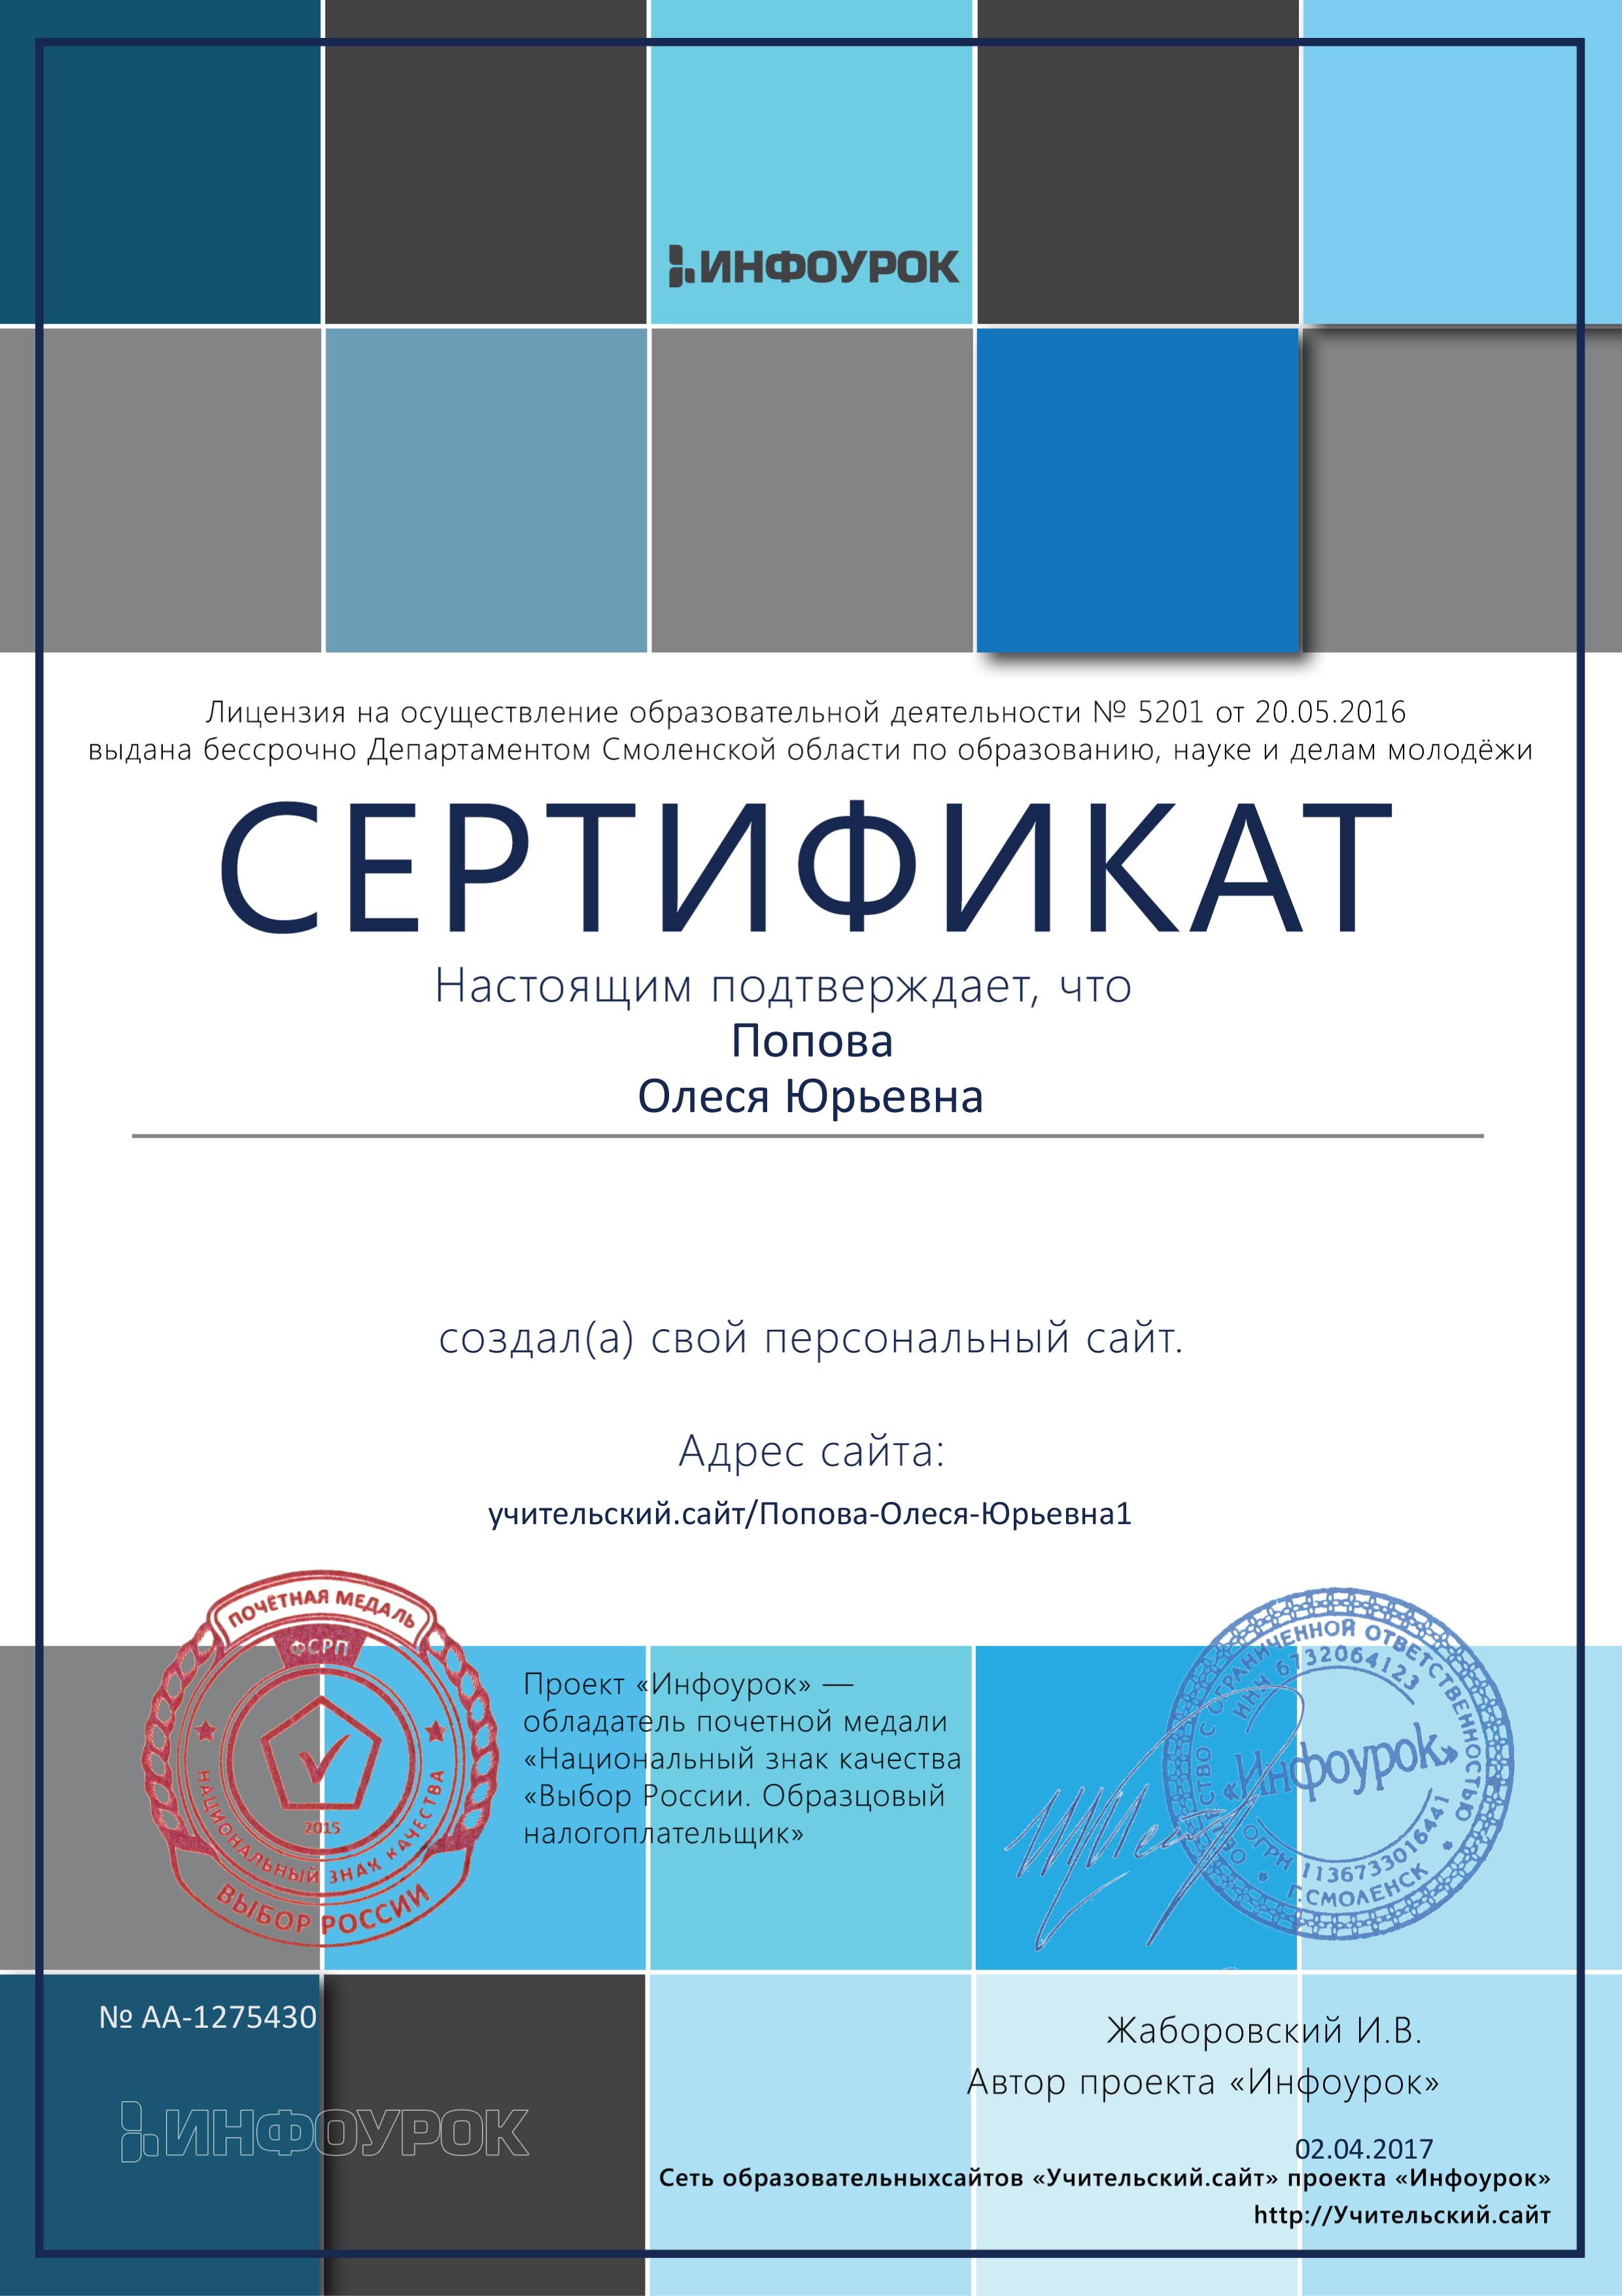 ИНФОУРОК
Лицензия на осуществление образовательной деятельности № 5201 от 20.05.2016
выдана бессрочно Департаментом Смоленской области по образованию, науке и делам молодёжи
СЕРТИФИКАТ
Настоящим подтверждает, что
Попова
Олеся Юрьевна
создал(а) свой персональный сайт.
Адрес сайта:
учительский.сайт/Попова-Олеся-Юрьевна1
ПОЧЁТНАЯ МЕДАЛЬ
ФСРП
2015
НАЦИОНАЛЬНЫЙ ЗНАК КАЧЕСТВА
ВЫБОР РОССИИ
Проект «Инфоурок» —
обладатель почетной медали
«Национальный знак качества
«Выбор России. Образцовый
налогоплательщик»
ОБЩЕСТВО С ОГРАНИЧЕННОЙ ОТВЕТСТВЕННОСТЬЮ
ИНН 6732064123
«Инфоурок»
ОГРН 1136733016441
Г.СМОЛЕНСК
№ АА-1275430
ИНФОУРОК
Жаборовский И.В.
Автор проекта «Инфоурок»
02.04.2017
Сеть образовательныхсайтов «Учительский.сайт» проекта «Инфоурок»
http://Учительский.сайт